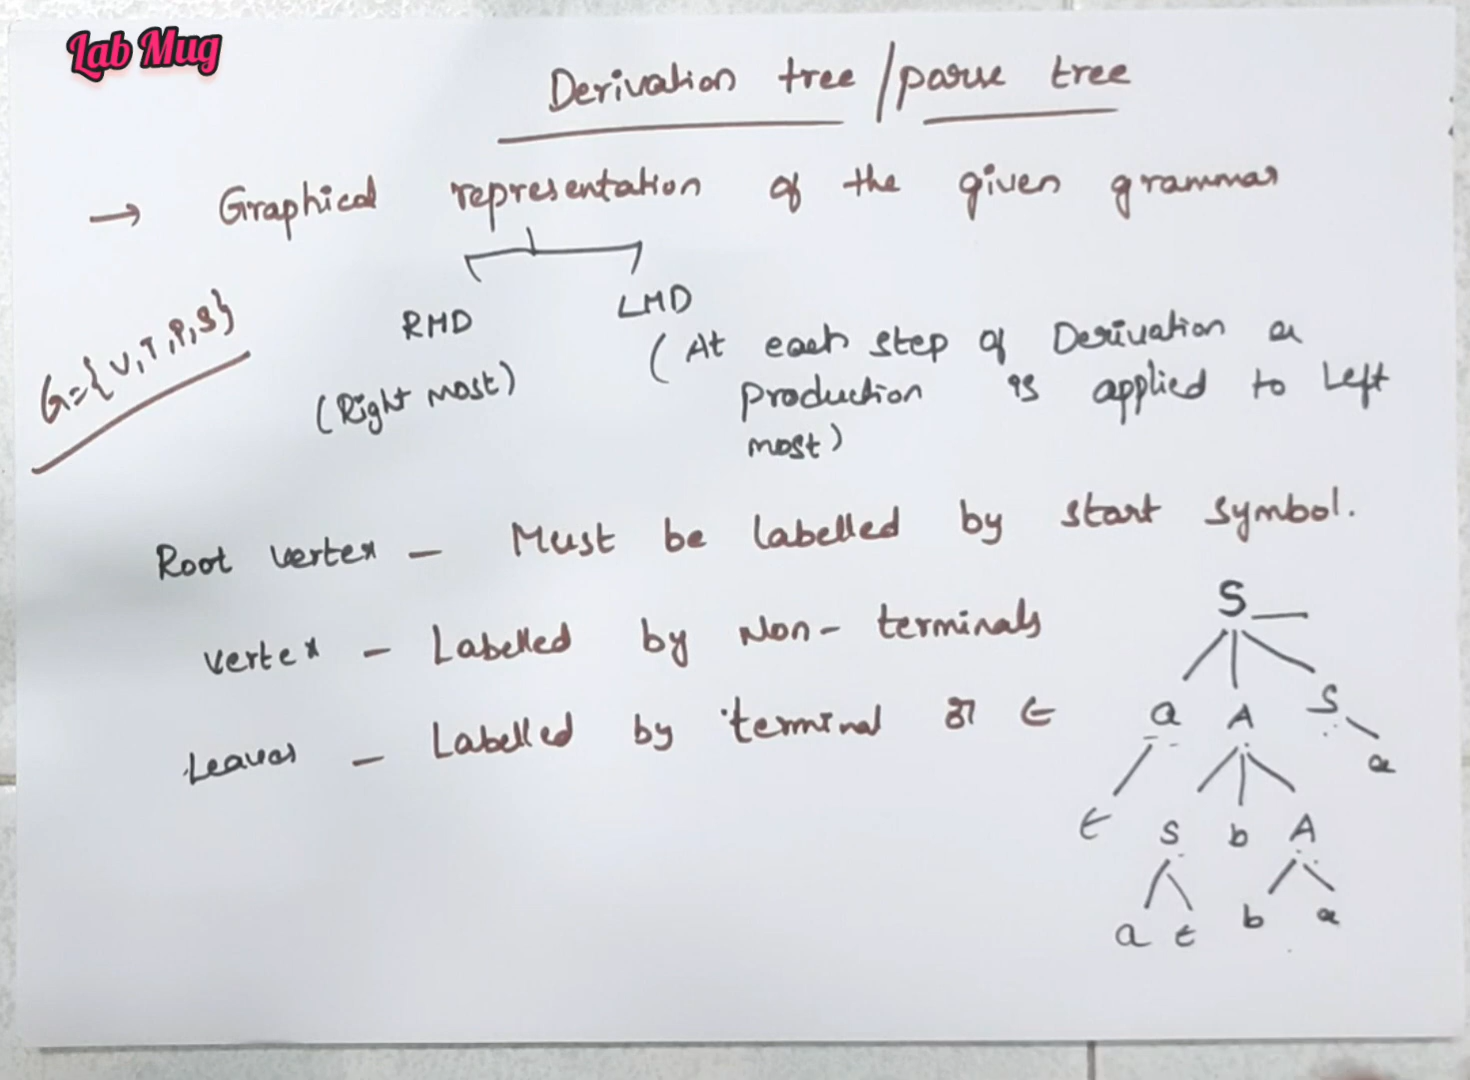 Lab Mug
Derivation tree / parse tree
→ Graphical representation of the given grammar
G={V,T,P,S}
RMD
LMD
(Right most)
(At each step of Derivation a
production is applied to Left
most)
Root vertex - Must be labelled by start symbol.
vertex - Labelled by Non-terminals
Leaves - Labelled by terminal or ϵ
S
a A S
a
ϵ S b A
a ϵ b a